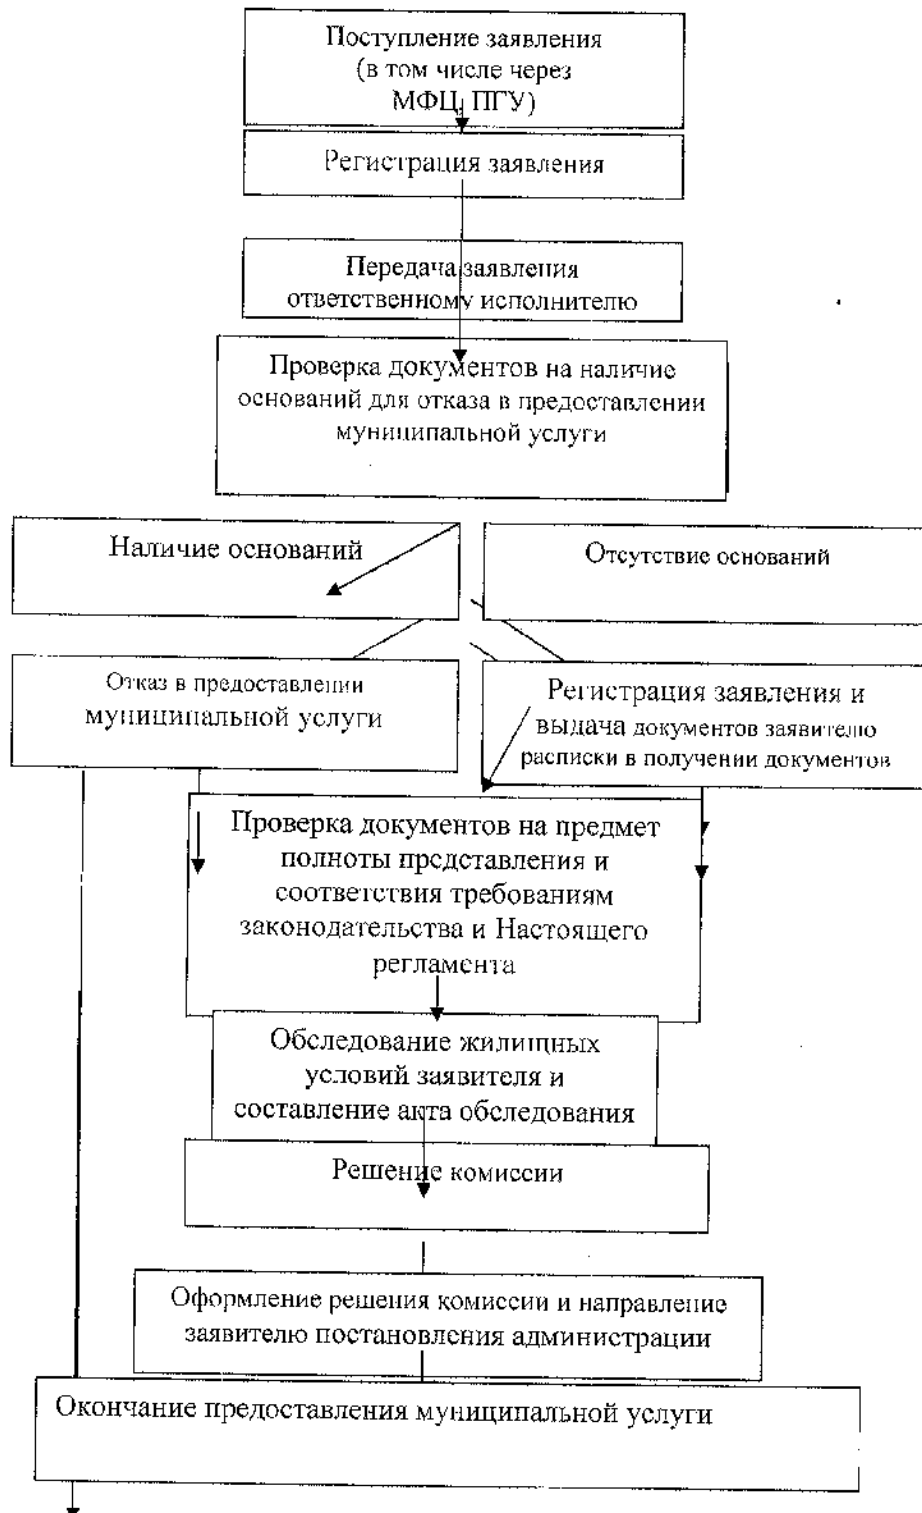 Поступление заявления
(в том числе через
МФЦ, ПГУ)
Регистрация заявления
Передача заявления
ответственному исполнителю
Проверка документов на наличие
оснований для отказа в предоставлении
муниципальной услуги
Наличие оснований
Отсутствие оснований
Отказ в предоставлении
муниципальной услуги
Регистрация заявления и
выдача документов заявителю
расписки в получении документов
Проверка документов на предмет
полноты представления и
соответствия требованиям
законодательства и Настоящего
регламента
Обследование жилищных
условий заявителя и
составление акта обследования
Решение комиссии
Оформление решения комиссии и направление
заявителю постановления администрации
Окончание предоставления муниципальной услуги